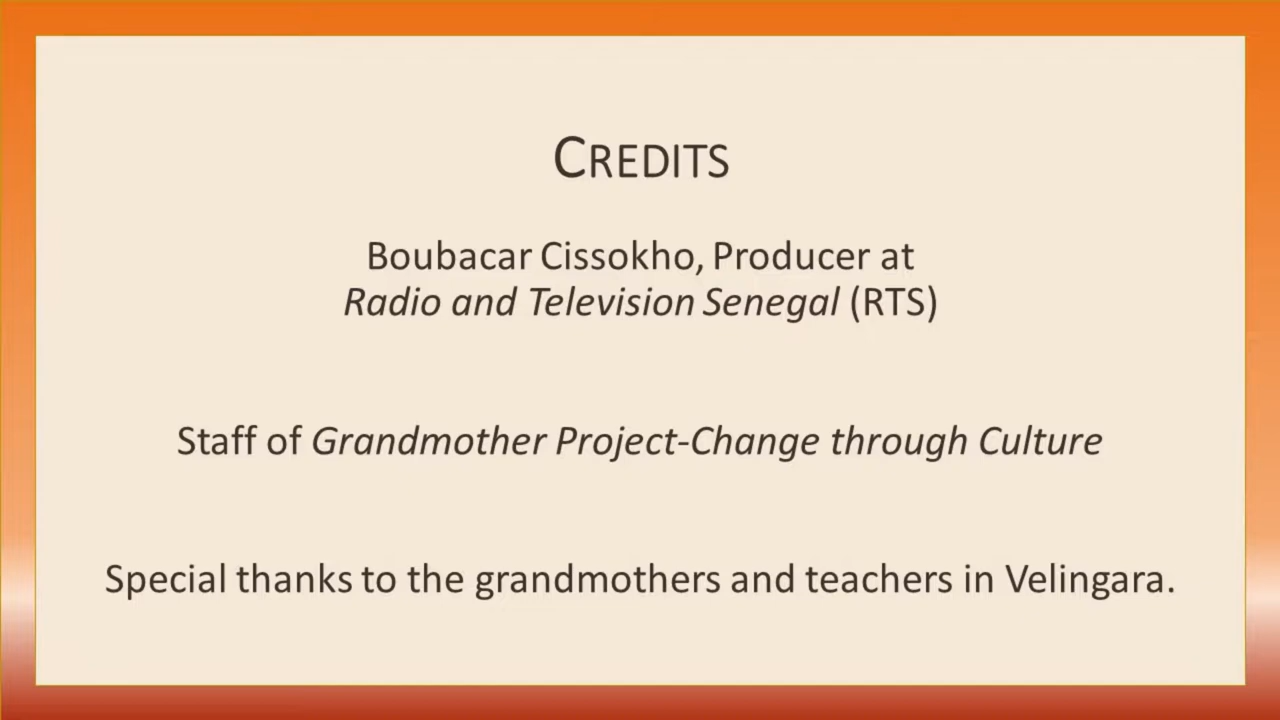 CREDITS
Boubacar Cissokho, Producer at
Radio and Television Senegal (RTS)
Staff of Grandmother Project-Change through Culture
Special thanks to the grandmothers and teachers in Velingara.